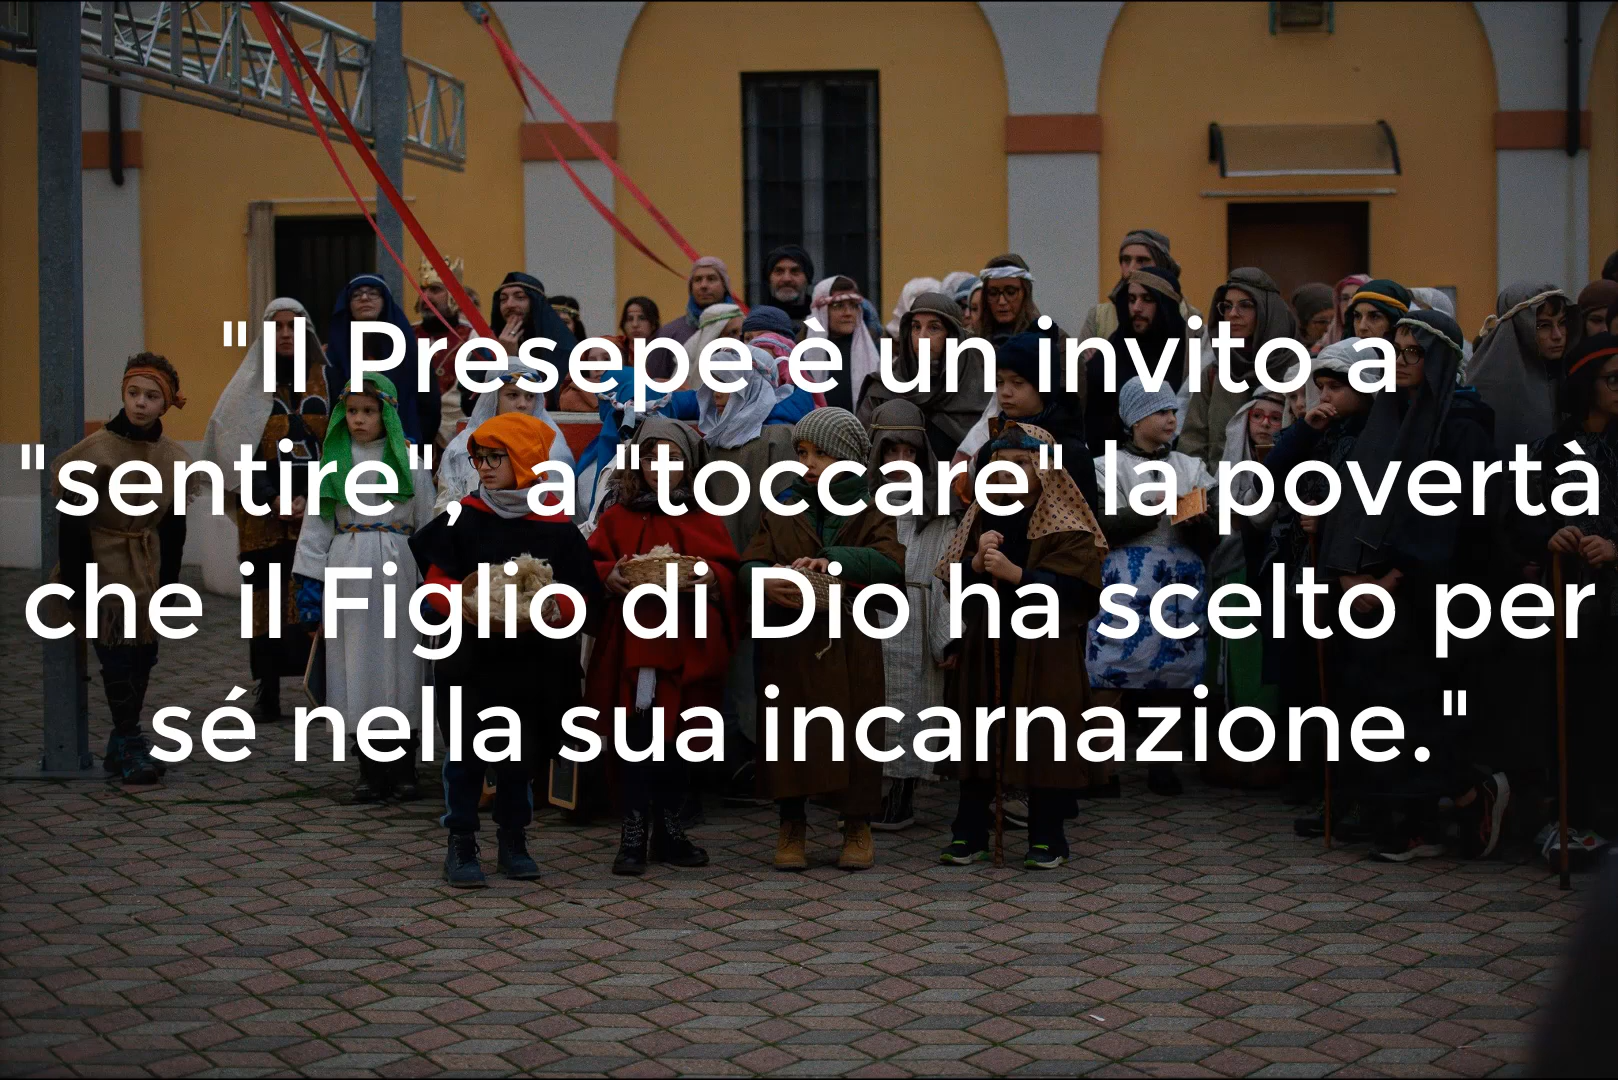 "Il Presepe è un invito a
"sentire", a "toccare" la povertà
che il Figlio di Dio ha scelto per
sé nella sua incarnazione."